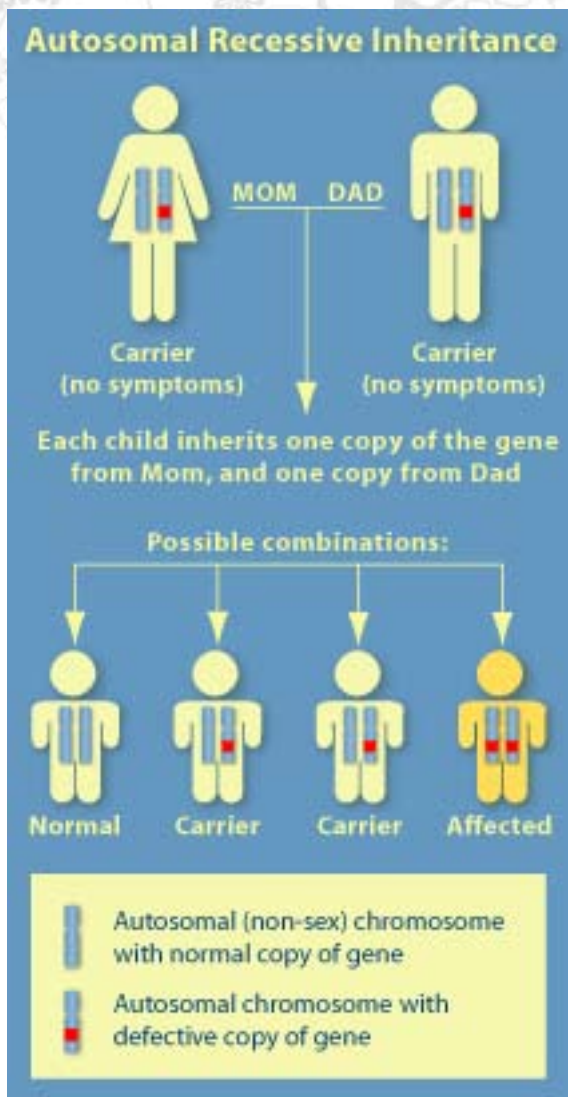 Autosomal Recessive Inheritance
MOM DAD
Carrier
(no symptoms)
Carrier
(no symptoms)
Each child inherits one copy of the gene
from Mom, and one copy from Dad
Possible combinations:
Normal Carrier Carrier Affected
Autosomal (non-sex) chromosome
with normal copy of gene
Autosomal chromosome with
defective copy of gene